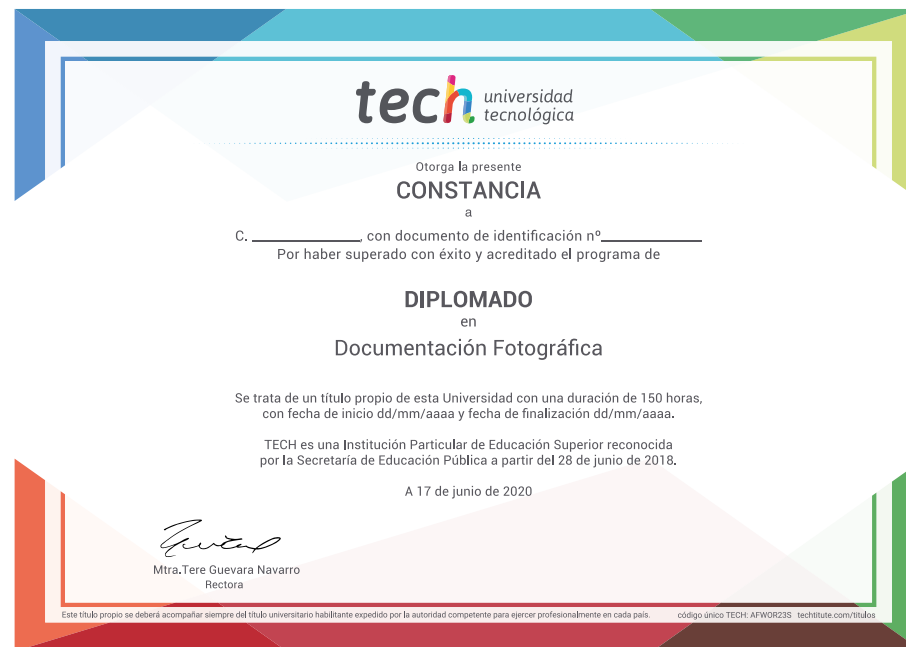 tech universidad
tecnológica
Otorga la presente
CONSTANCIA
a
C. ____________, con documento de identificación nº____________
Por haber superado con éxito y acreditado el programa de
DIPLOMADO
en
Documentación Fotográfica
Se trata de un título propio de esta Universidad con una duración de 150 horas,
con fecha de inicio dd/mm/aaaa y fecha de finalización dd/mm/aaaa.
TECH es una Institución Particular de Educación Superior reconocida
por la Secretaría de Educación Pública a partir del 28 de junio de 2018.
A 17 de junio de 2020
Mtra.Tere Guevara Navarro
Rectora
Este título propio se deberá acompañar siempre del título universitario habilitante expedido por la autoridad competente para ejercer profesionalmente en cada país. código único TECH: AFWOR23S techtitute.com/títulos